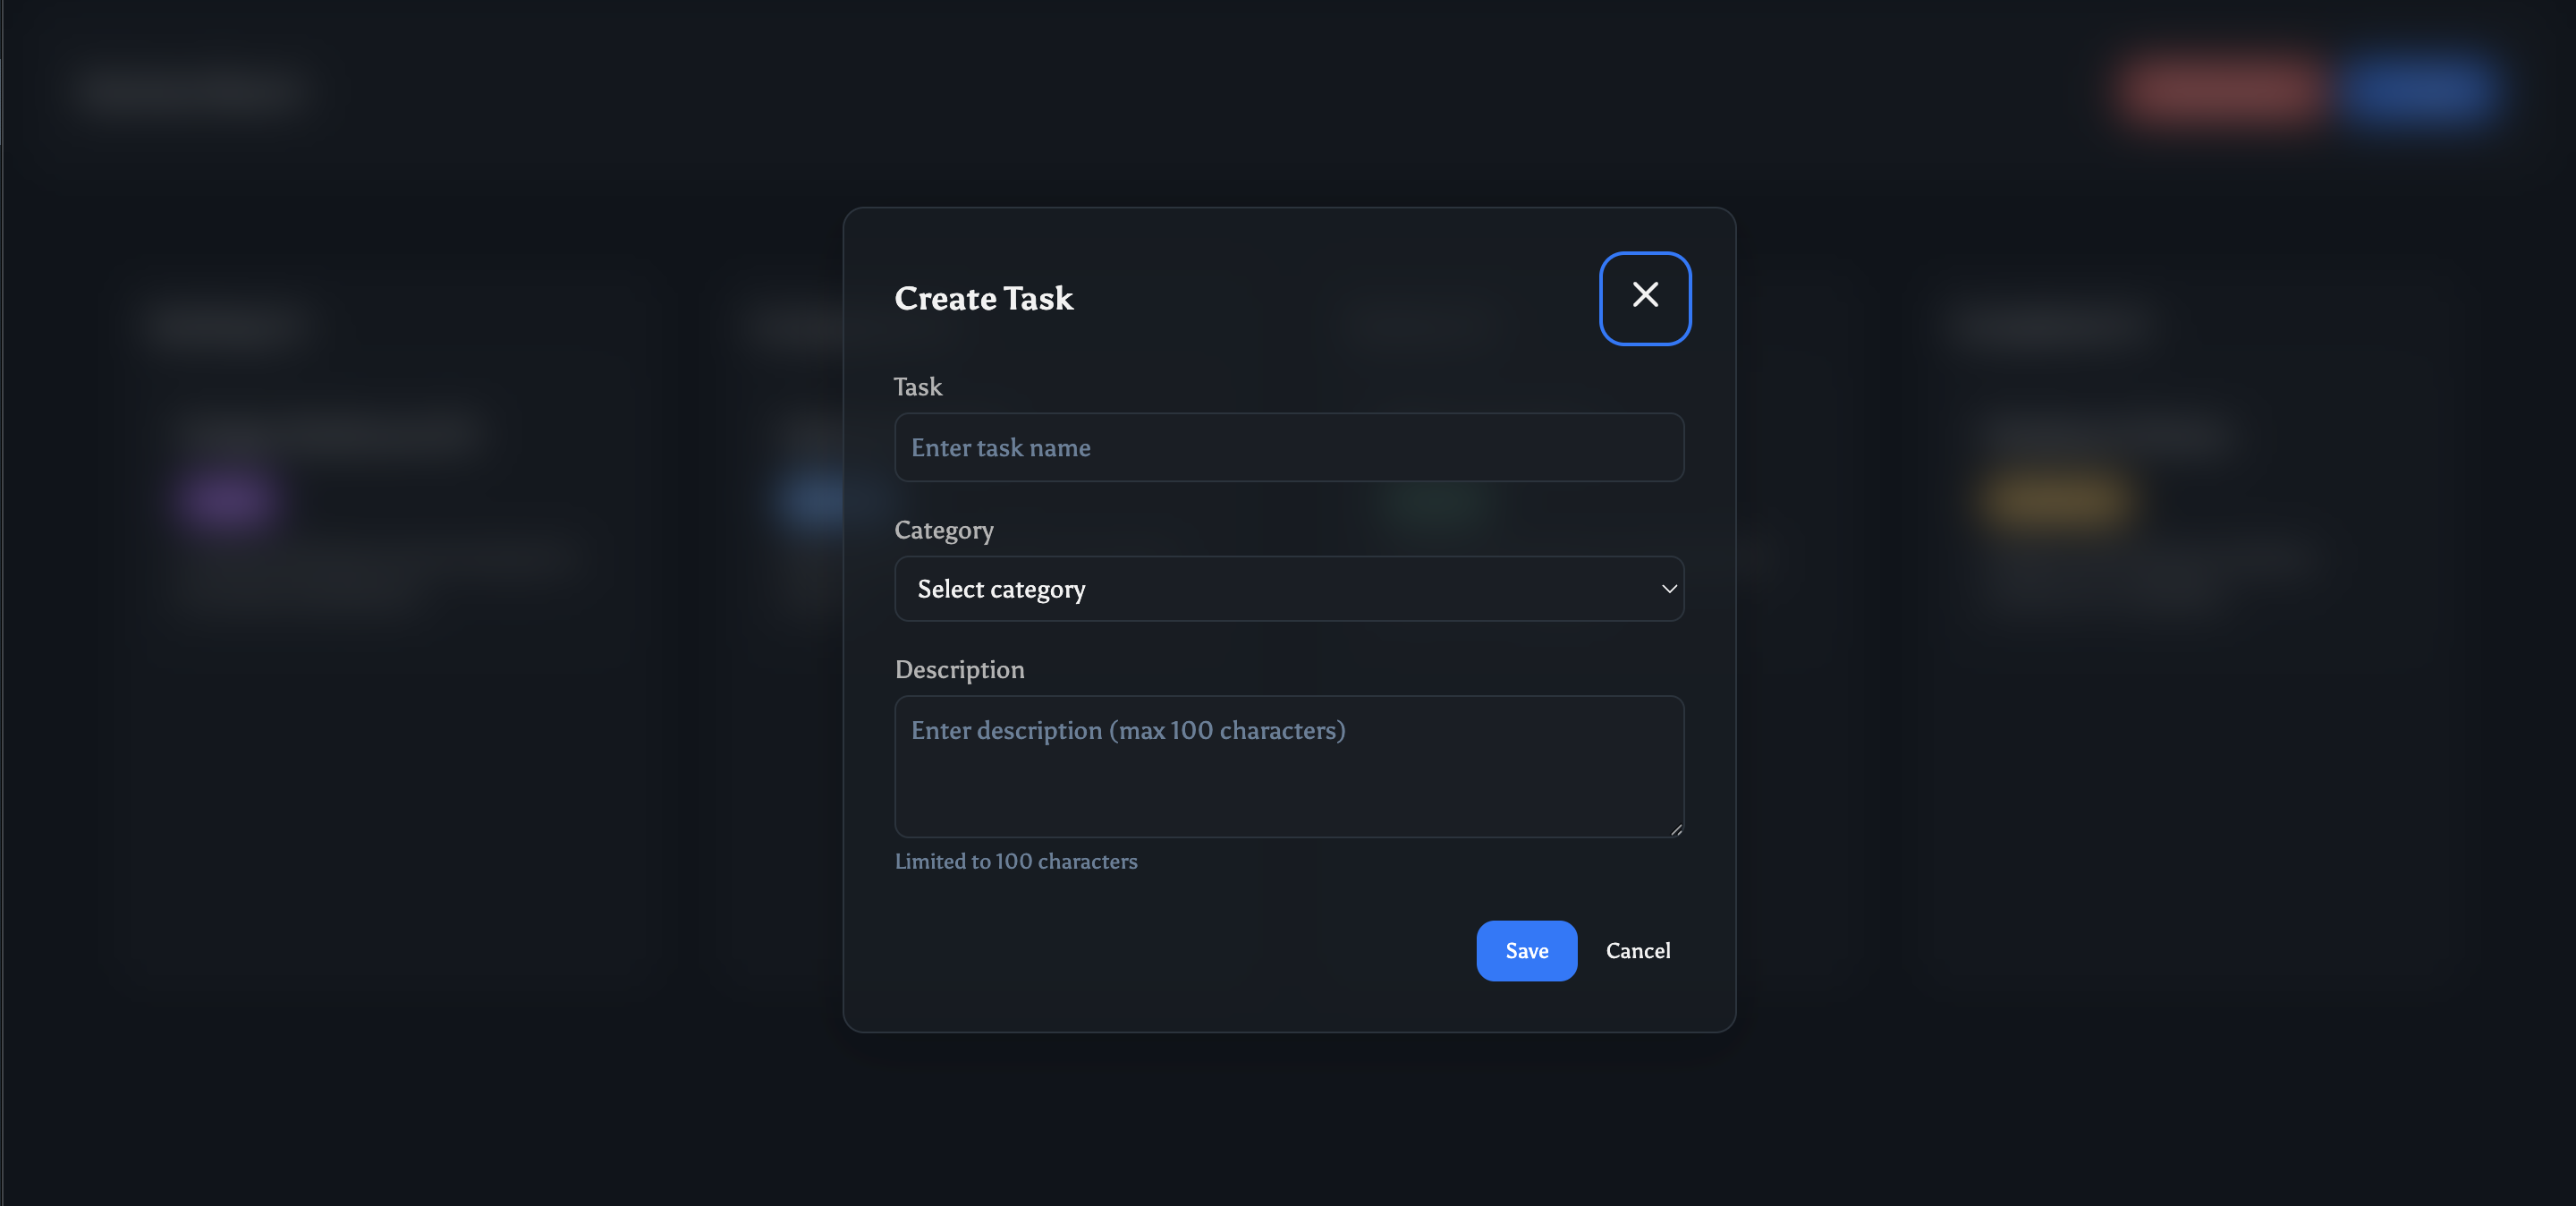 Create Task
Task
Enter task name
Category
Select category
Description
Enter description (max 100 characters)
Limited to 100 characters
Save Cancel